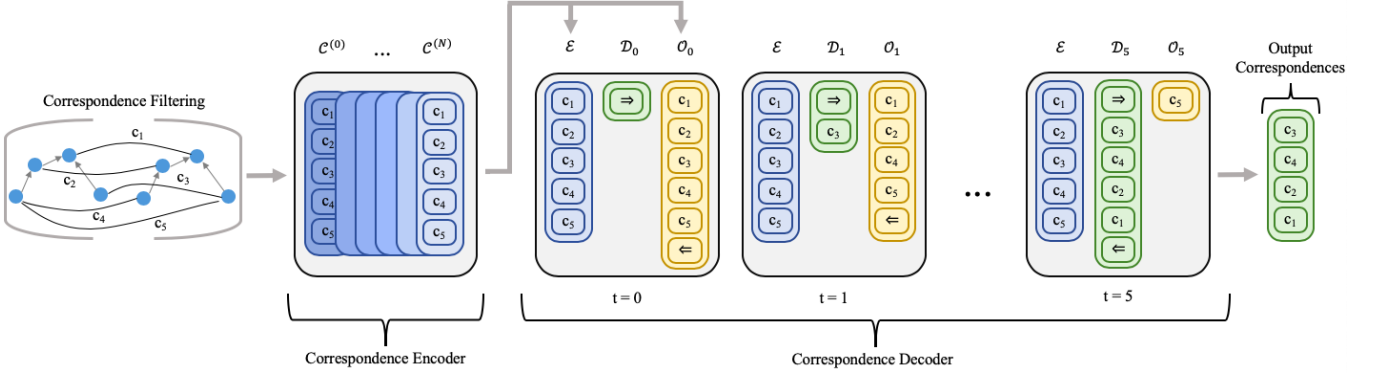 𝒞⁽⁰⁾ ... 𝒞⁽ᴺ⁾
ℰ 𝒟₀ 𝒪₀
ℰ 𝒟₁ 𝒪₁
ℰ 𝒟₅ 𝒪₅
Output
Correspondences
Correspondence Filtering
c₁
c₂
c₃
c₄
c₅
c₁ c₁
c₂ c₂
c₃ c₃
c₄ c₄
c₅ c₅
c₁ ⇒ c₁
c₂ c₂
c₃ c₃
c₄ c₄
c₅ c₅
⇐
c₁ ⇒ c₁
c₂ c₃ c₂
c₃ c₄
c₄ c₅
c₅ ⇐
...
c₁ ⇒ c₅
c₂ c₃
c₃ c₄
c₄ c₂
c₅ c₁
⇐
c₃
c₄
c₂
c₁
t = 0
t = 1
t = 5
Correspondence Encoder
Correspondence Decoder